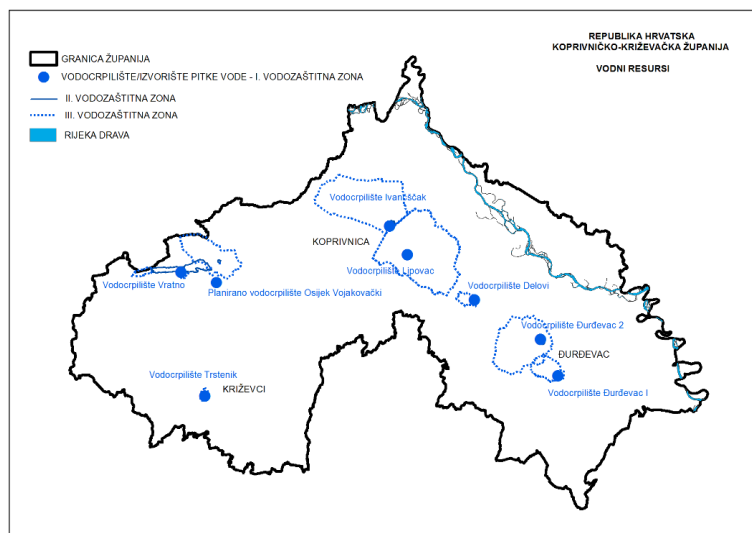 REPUBLIKA HRVATSKA
KOPRIVNIČKO-KRIŽEVAČKA ŽUPANIJA
VODNI RESURSI
GRANICA ŽUPANIJA
VODOCRPILIŠTE/IZVORIŠTE PITKE VODE - I. VODOZAŠTITNA ZONA
II. VODOZAŠTITNA ZONA
III. VODOZAŠTITNA ZONA
RIJEKA DRAVA
Vodocrpilište Ivanščak
KOPRIVNICA
Vodocrpilište Lipovac
Vodocrpilište Vratno
Planirano vodocrpilište Osijek Vojakovački
Vodocrpilište Delovi
Vodocrpilište Đurđevac 2
ĐURĐEVAC
Vodocrpilište Đurđevac I
Vodocrpilište Trstenik
KRIŽEVCI